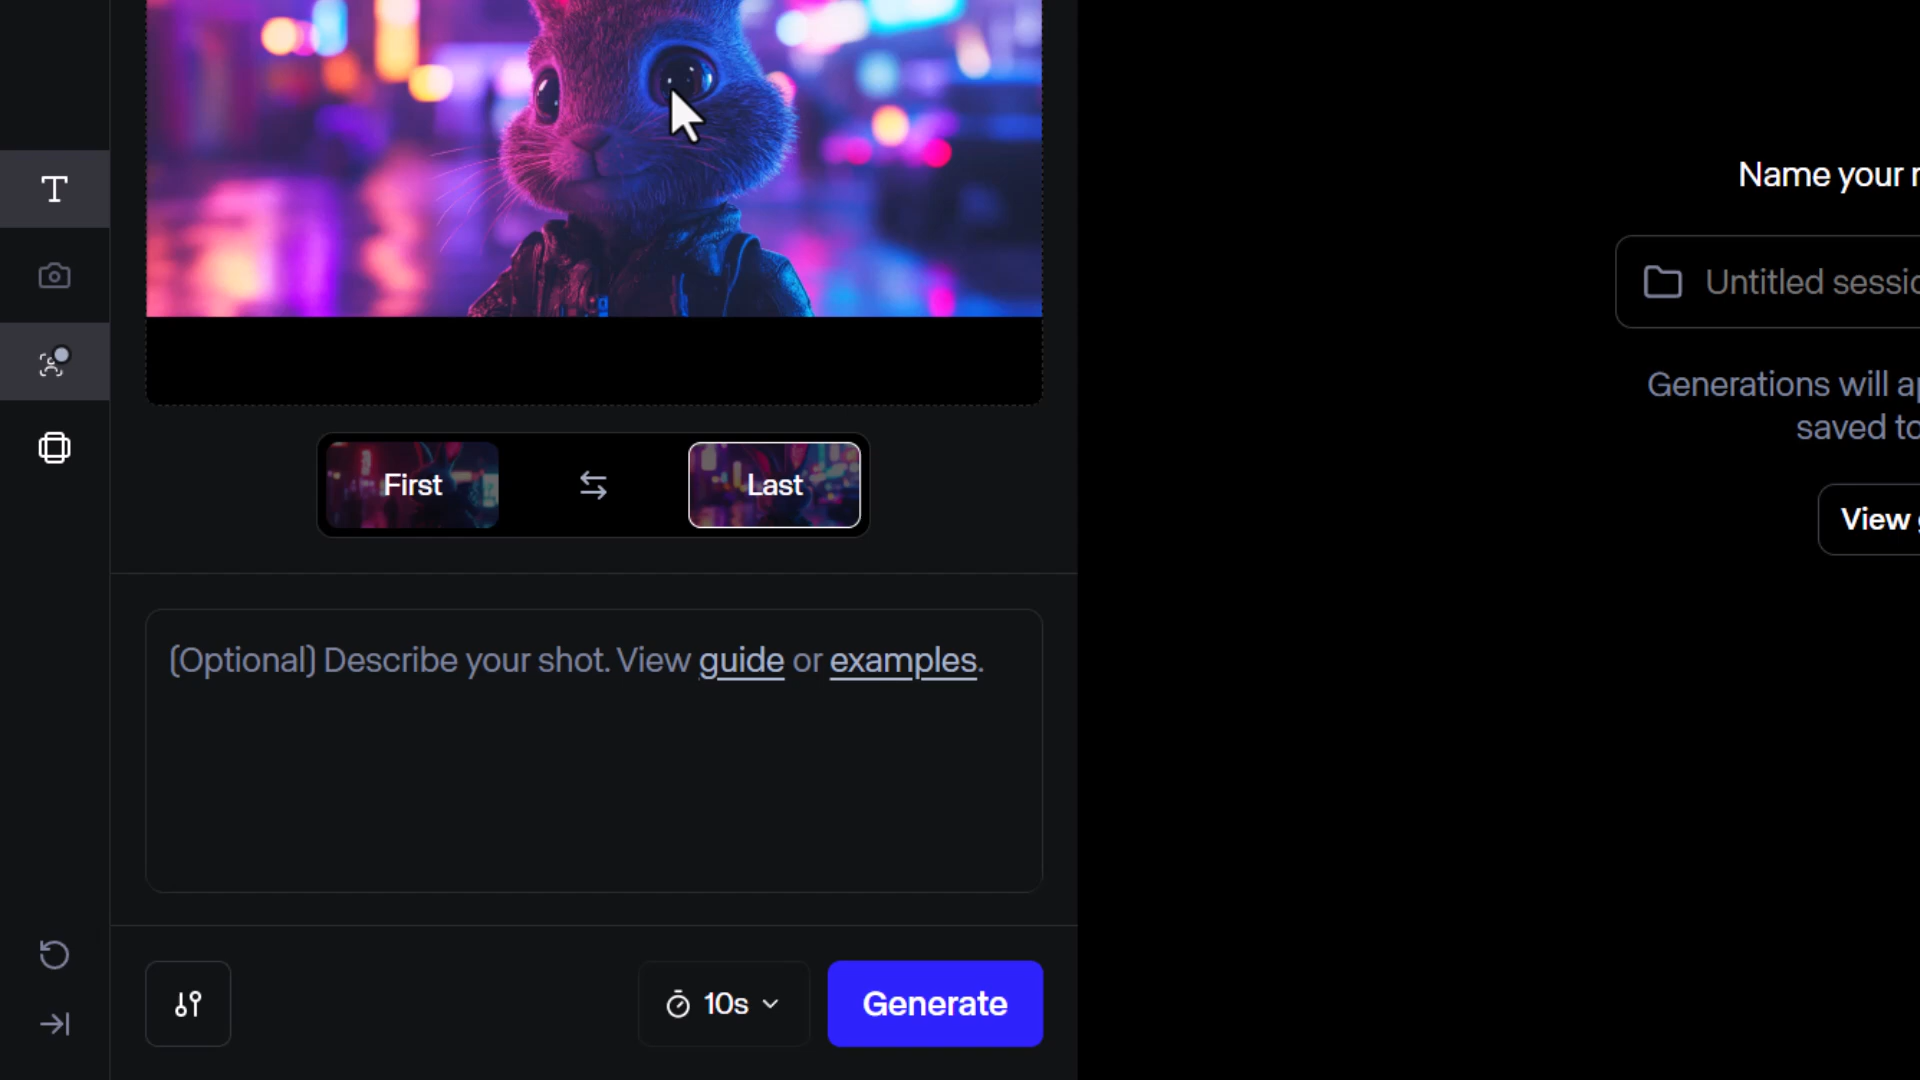 Name your
Untitled
Generations will
saved to
First
Last
View
(Optional) Describe your shot. View guide or examples.
10s
Generate